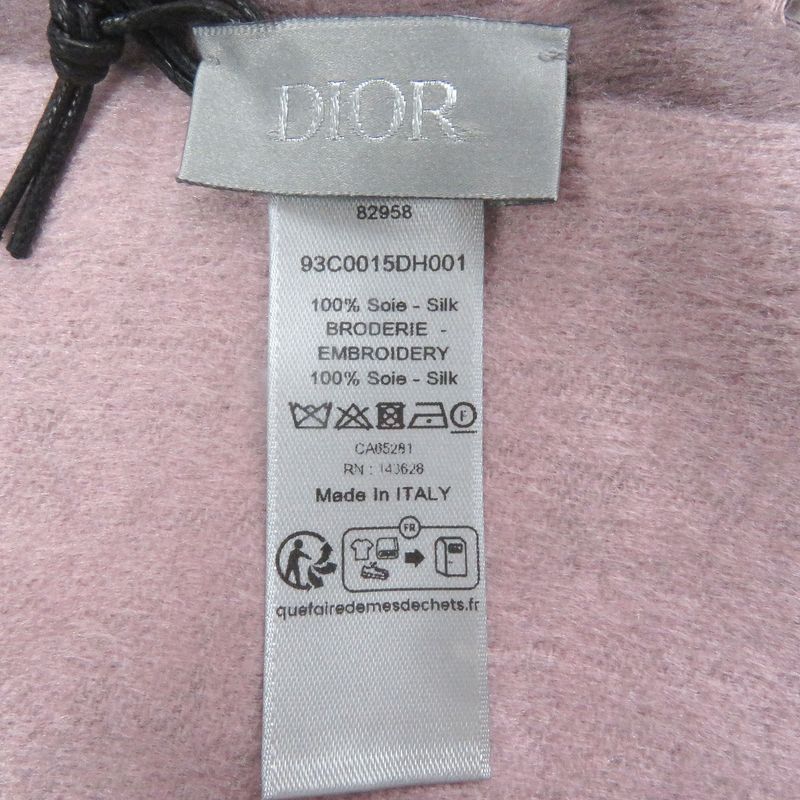 DIOR
82958
93C0015DH001
100% Soie - Silk
BRODERIE -
EMBROIDERY
100% Soie - Silk
F
CA65281
RN : 143628
Made In ITALY
FR
quefairedemesdechets.fr